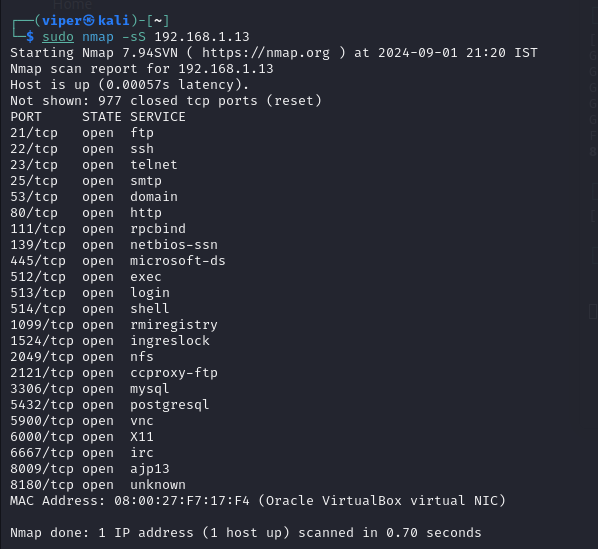 Home
┌──(viper㉿kali)-[~]
└─$ sudo nmap -sS 192.168.1.13
Starting Nmap 7.94SVN ( https://nmap.org ) at 2024-09-01 21:20 IST
Nmap scan report for 192.168.1.13
Host is up (0.00057s latency).
Not shown: 977 closed tcp ports (reset)
PORT     STATE SERVICE
21/tcp   open  ftp
22/tcp   open  ssh
23/tcp   open  telnet
25/tcp   open  smtp
53/tcp   open  domain
80/tcp   open  http
111/tcp  open  rpcbind
139/tcp  open  netbios-ssn
445/tcp  open  microsoft-ds
512/tcp  open  exec
513/tcp  open  login
514/tcp  open  shell
1099/tcp open  rmiregistry
1524/tcp open  ingreslock
2049/tcp open  nfs
2121/tcp open  ccproxy-ftp
3306/tcp open  mysql
5432/tcp open  postgresql
5900/tcp open  vnc
6000/tcp open  X11
6667/tcp open  irc
8009/tcp open  ajp13
8180/tcp open  unknown
MAC Address: 08:00:27:F7:17:F4 (Oracle VirtualBox virtual NIC)
Nmap done: 1 IP address (1 host up) scanned in 0.70 seconds